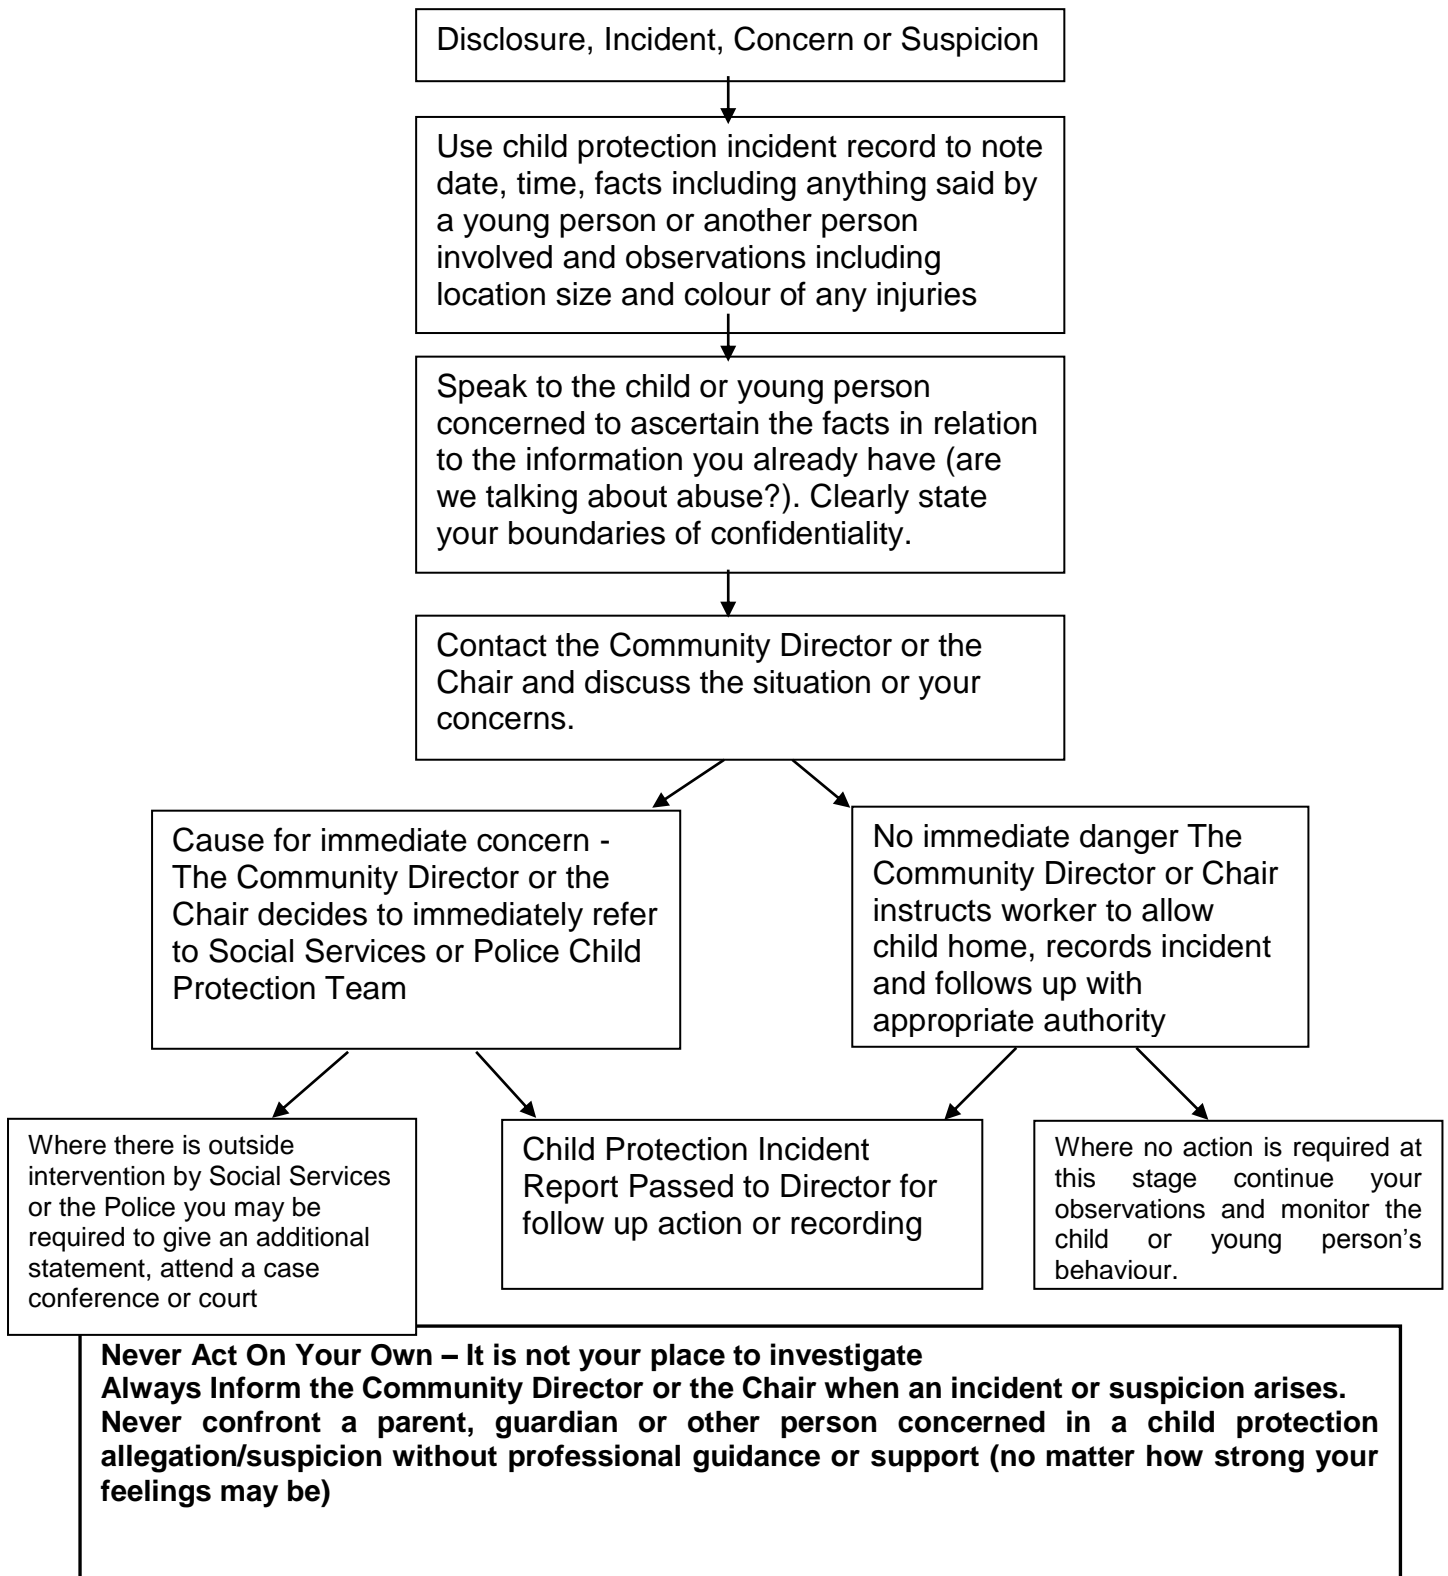 Disclosure, Incident, Concern or Suspicion
Use child protection incident record to note
date, time, facts including anything said by
a young person or another person
involved and observations including
location size and colour of any injuries
Speak to the child or young person
concerned to ascertain the facts in relation
to the information you already have (are
we talking about abuse?). Clearly state
your boundaries of confidentiality.
Contact the Community Director or the
Chair and discuss the situation or your
concerns.
Cause for immediate concern -
The Community Director or the
Chair decides to immediately refer
to Social Services or Police Child
Protection Team
No immediate danger The
Community Director or Chair
instructs worker to allow
child home, records incident
and follows up with
appropriate authority
Where there is outside
intervention by Social Services
or the Police you may be
required to give an additional
statement, attend a case
conference or court
Child Protection Incident
Report Passed to Director for
follow up action or recording
Where no action is required at
this stage continue your
observations and monitor the
child or young person’s
behaviour.
Never Act On Your Own – It is not your place to investigate
Always Inform the Community Director or the Chair when an incident or suspicion arises.
Never confront a parent, guardian or other person concerned in a child protection
allegation/suspicion without professional guidance or support (no matter how strong your
feelings may be)